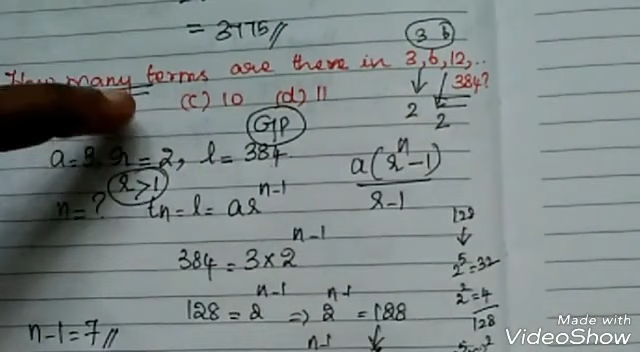 = 3775//
3 6
How many terms are there in 3, 6, 12, ..
384?
(c) 10 (d) 11
2 2
G.P
a = 3, r = 2, l = 384
r > 1
n = ? tn = l = ar^n-1
a(r^n - 1)
r - 1
384 = 3 × 2^n-1
128 = 2^n-1 ⇒ 2^n-1 = 128
n-1 = 7//
n-1
128
2^5 = 32
2^2 = 4
128
Made with
VideoShow